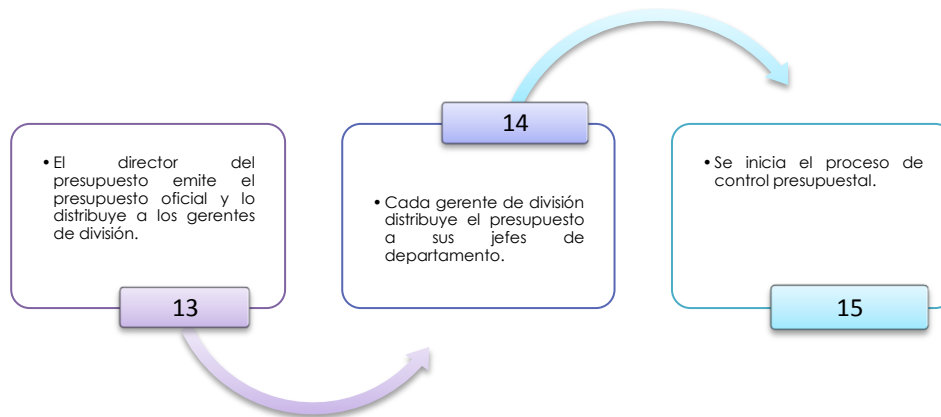 • El director del
presupuesto emite el
presupuesto oficial y lo
distribuye a los gerentes
de división.
13
14
• Cada gerente de división
distribuye el presupuesto
a sus jefes de
departamento.
• Se inicia el proceso de
control presupuestal.
15